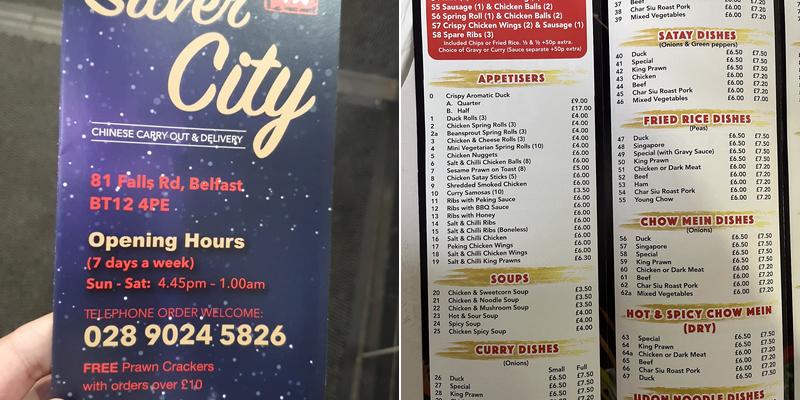 Silver
City
CHINESE CARRY OUT & DELIVERY
81 Falls Rd, Belfast
BT12 4PE
Opening Hours
(7 days a week)
Sun - Sat: 4.45pm - 1.00am
TELEPHONE ORDER WELCOME:
028 9024 5826
FREE Prawn Crackers
with orders over £10
S5 Sausage (1) & Chicken Balls (2)
S6 Spring Roll (1) & Chicken Balls (2)
S7 Crispy Chicken Wings (2) & Sausage (1)
S8 Spare Ribs (3)
Included Chips or Fried Rice. ½ & ½ +50p extra.
Choice of Gravy or Curry (Sauce separate +50p extra)
APPETISERS
0 Crispy Aromatic Duck
A. Quarter £9.00
B. Half £17.00
1 Duck Rolls (3) £4.00
2 Chicken Spring Rolls (3) £4.00
2a Beansprout Spring Rolls (3) £4.00
3 Chicken & Cheese Rolls (3) £4.00
4 Mini Vegetarian Spring Rolls (10) £4.00
5 Chicken Nuggets £6.00
6 Salt & Chilli Chicken Balls (8) £6.00
7 Sesame Prawn on Toast (8) £5.00
8 Chicken Satay Sticks (5) £6.00
9 Shredded Smoked Chicken £6.00
10 Curry Samosas (10) £3.50
11 Ribs with Peking Sauce £6.00
12 Ribs with BBQ Sauce £6.00
13 Ribs with Honey £6.00
14 Salt & Chilli Ribs £6.00
15 Salt & Chilli Ribs (Boneless) £6.00
16 Salt & Chilli Chicken £6.00
17 Peking Chicken Wings £6.00
18 Salt & Chilli Chicken Wings £6.00
19 Salt & Chilli King Prawns £6.30
SOUPS
20 Chicken & Sweetcorn Soup £3.50
21 Chicken & Noodle Soup £3.50
22 Chicken & Mushroom Soup £3.50
23 Hot & Sour Soup £4.00
24 Spicy Soup £4.00
25 Chicken Spicy Soup £4.00
CURRY DISHES
(Onions)
Small Full
26 Duck £6.50 £7.50
27 Special £6.50 £7.50
28 King Prawn £6.50 £7.50
37 Beef
38 Char Siu Roast Pork £6.00 £7.20
39 Mixed Vegetables £6.00 £7.00
SATAY DISHES
(Onions & Green peppers)
40 Duck £6.50 £7.50
41 Special £6.50 £7.50
42 King Prawn £6.50 £7.50
43 Chicken £6.00 £7.20
44 Beef £6.00 £7.20
45 Char Siu Roast Pork £6.00 £7.20
46 Mixed Vegetables £6.00 £7.00
FRIED RICE DISHES
(Peas)
47 Duck £6.50 £7.50
48 Singapore £6.50 £7.50
49 Special (with Gravy Sauce) £6.50 £7.50
50 King Prawn £6.50 £7.50
51 Chicken or Dark Meat £6.00 £7.20
52 Beef £6.00 £7.20
53 Ham £6.00 £7.20
54 Char Siu Roast Pork £6.00 £7.20
55 Young Chow £6.00 £7.20
CHOW MEIN DISHES
(Onions)
56 Duck £6.50 £7.50
57 Singapore £6.50 £7.50
58 Special £6.50 £7.50
59 King Prawn £6.50 £7.50
60 Chicken or Dark Meat £6.00 £7.20
61 Beef £6.00 £7.20
62 Char Siu Roast Pork £6.00 £7.20
62a Mixed Vegetables £6.00 £7.20
HOT & SPICY CHOW MEIN
(DRY)
63 Special £6.50 £7.50
64 King Prawn £6.50 £7.50
64a Chicken or Dark Meat £6.00 £7.20
65 Beef £6.00 £7.20
66 Char Siu Roast Pork £6.00 £7.20
67 Duck £6.50 £7.50
UDON NOODLE DISHES